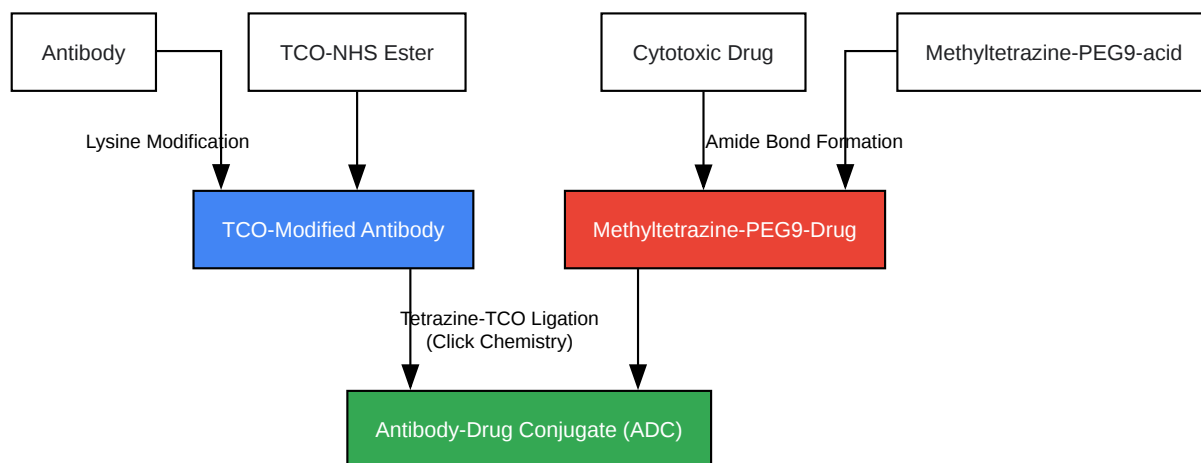 Antibody
TCO-NHS Ester
Cytotoxic Drug
Methyltetrazine-PEG9-acid
Lysine Modification
Amide Bond Formation
TCO-Modified Antibody
Methyltetrazine-PEG9-Drug
Tetrazine-TCO Ligation
(Click Chemistry)
Antibody-Drug Conjugate (ADC)